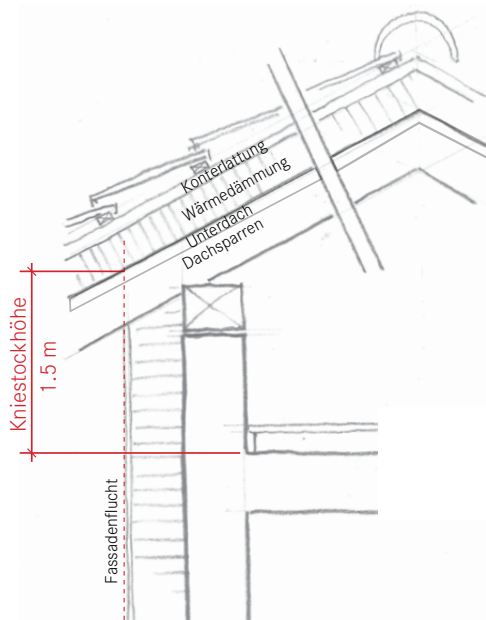 Konterlattung
Wärmedämmung
Unterdach
Dachsparren
Kniestockhöhe
1.5 m
Fassadenflucht